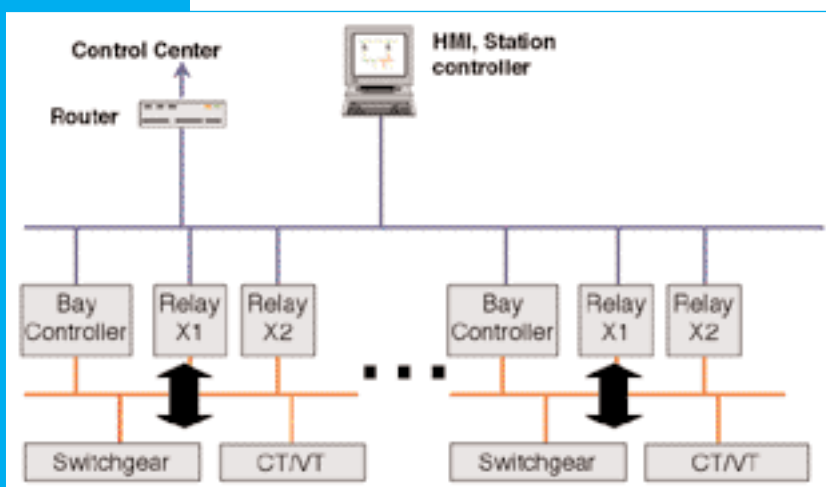 Control Center
HMI, Station
controller
Router
Bay
Controller
Relay
X1
Relay
X2
Bay
Controller
Relay
X1
Relay
X2
Switchgear
CT/VT
Switchgear
CT/VT